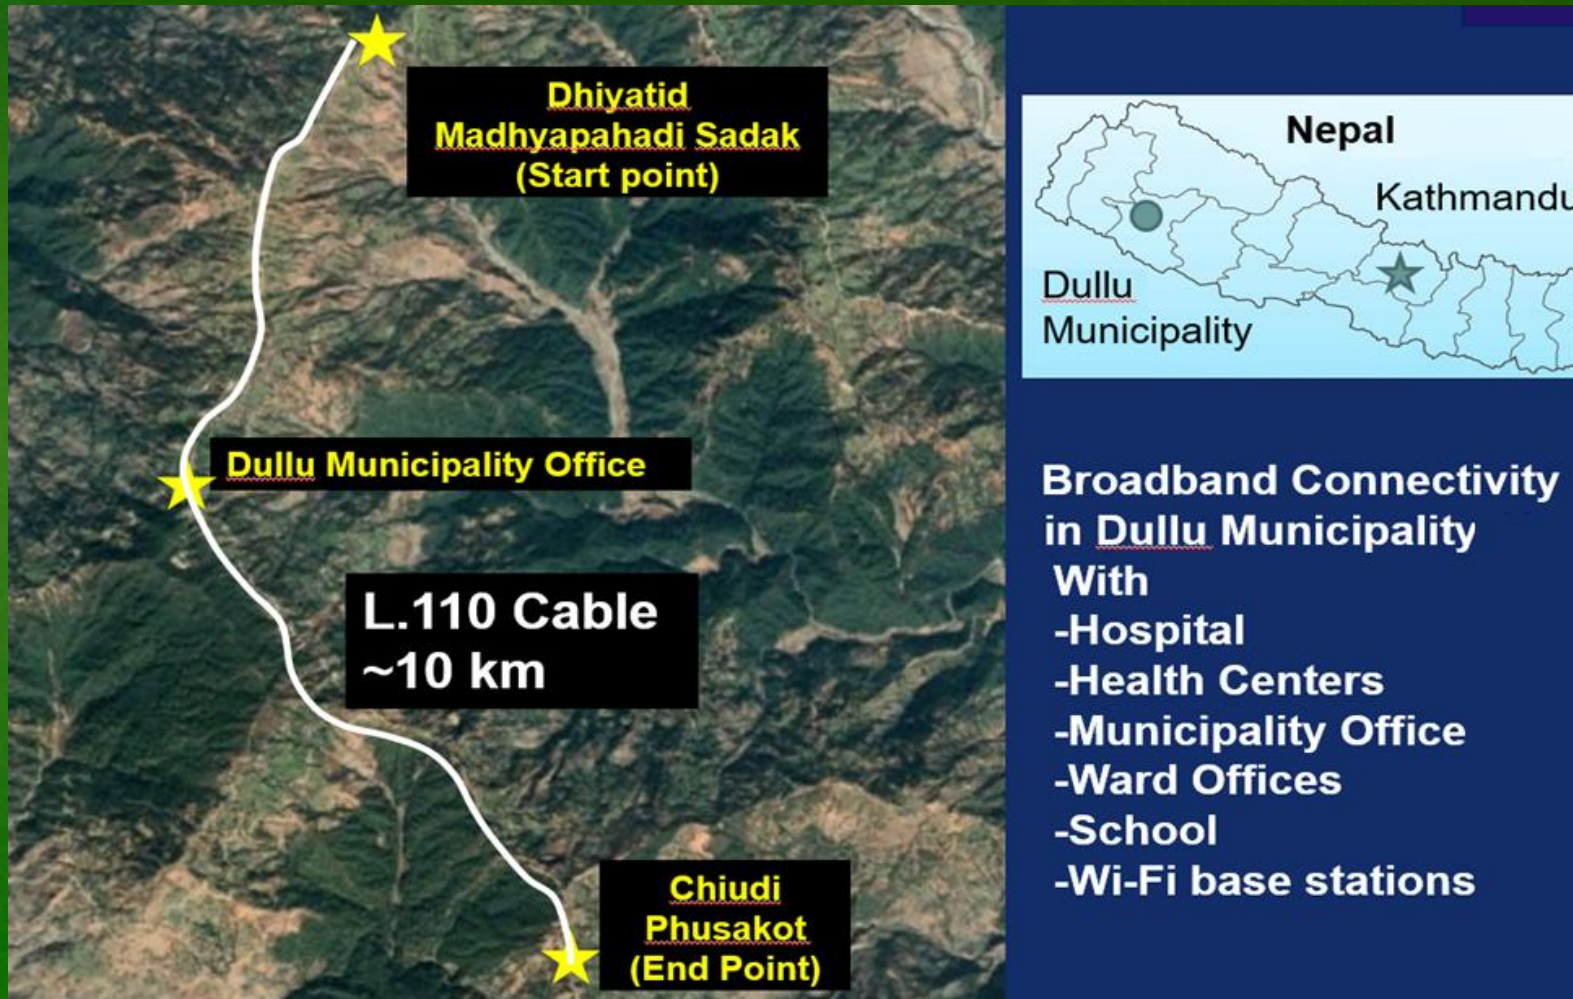 Dhiyatid
Madhyapahadi Sadak
(Start point)
Dullu Municipality Office
L.110 Cable
~10 km
Chiudi
Phusakot
(End Point)
Nepal
Kathmandu
Dullu
Municipality
Broadband Connectivity
in Dullu Municipality
With
-Hospital
-Health Centers
-Municipality Office
-Ward Offices
-School
-Wi-Fi base stations